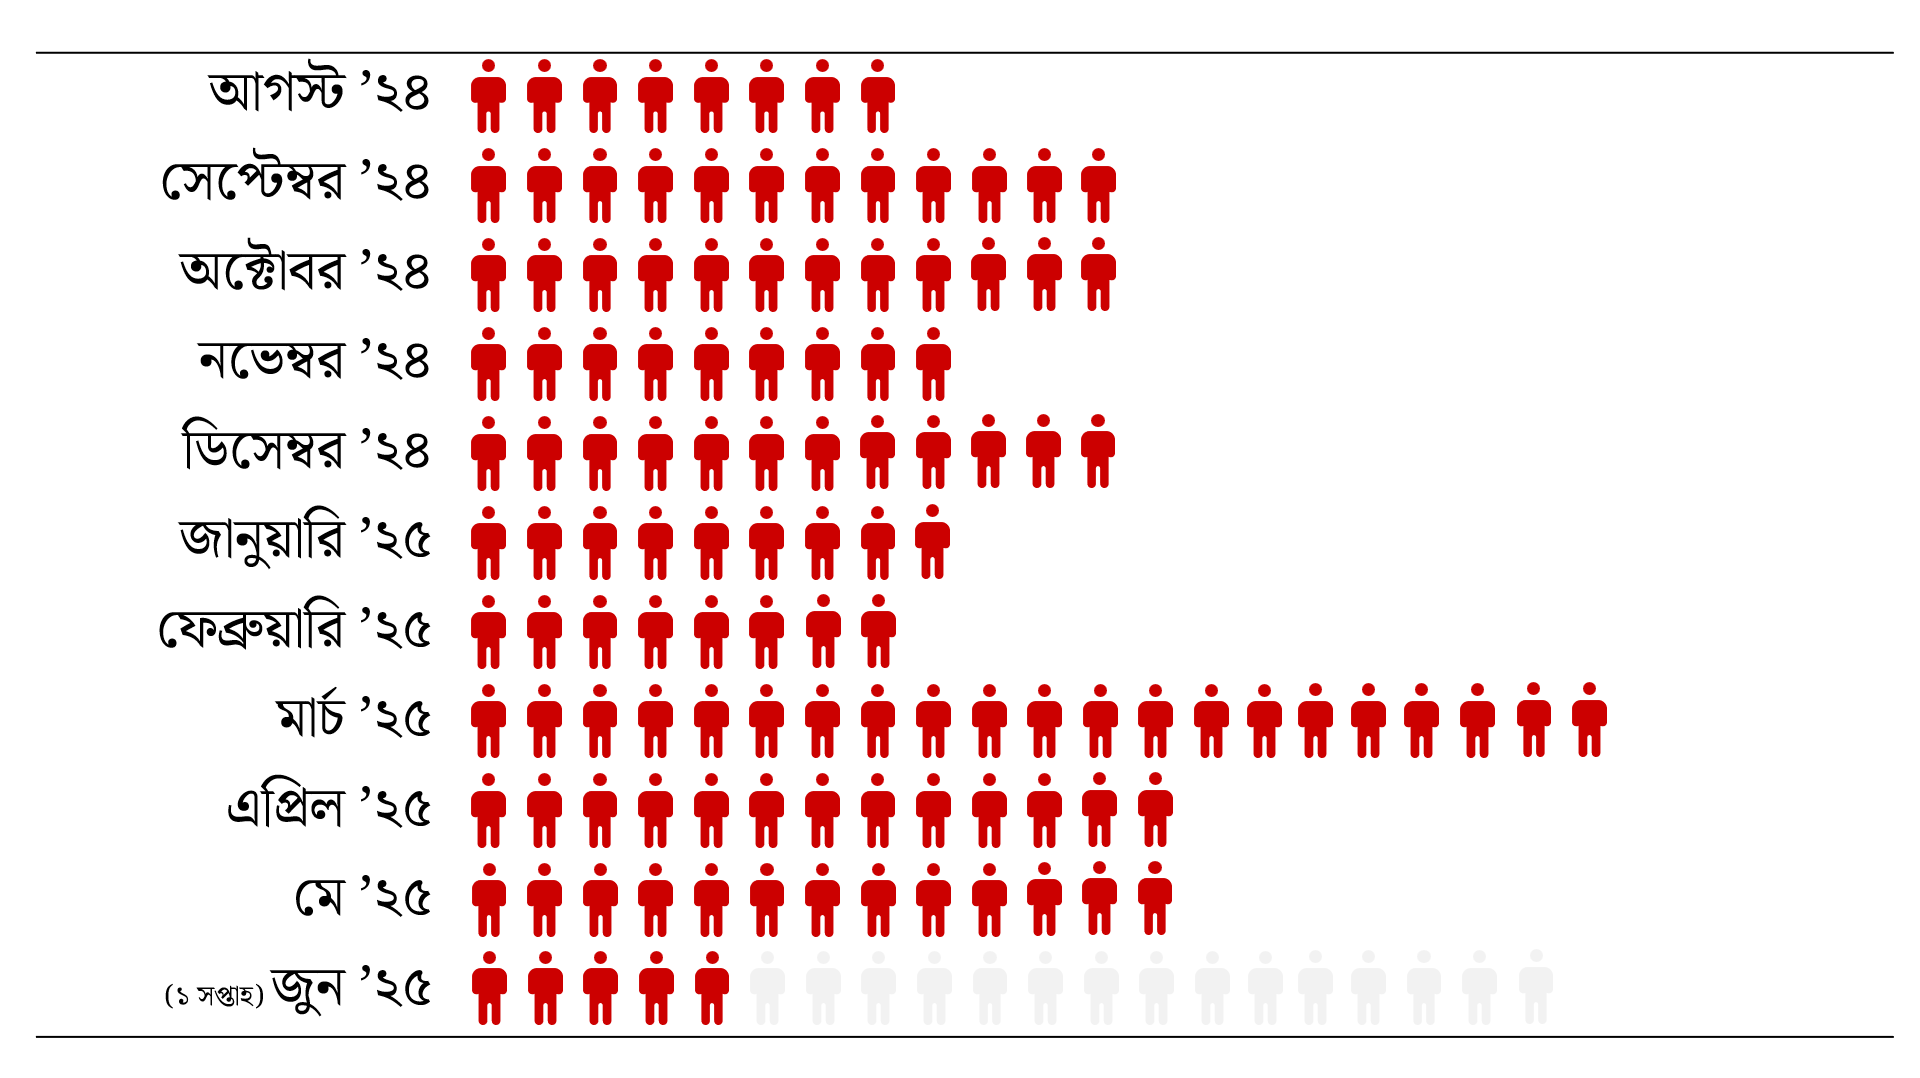 আগস্ট ’২৪
সেপ্টেম্বর ’২৪
অক্টোবর ’২৪
নভেম্বর ’২৪
ডিসেম্বর ’২৪
জানুয়ারি ’২৫
ফেব্রুয়ারি ’২৫
মার্চ ’২৫
এপ্রিল ’২৫
মে ’২৫
(১ সপ্তাহ) জুন ’২৫